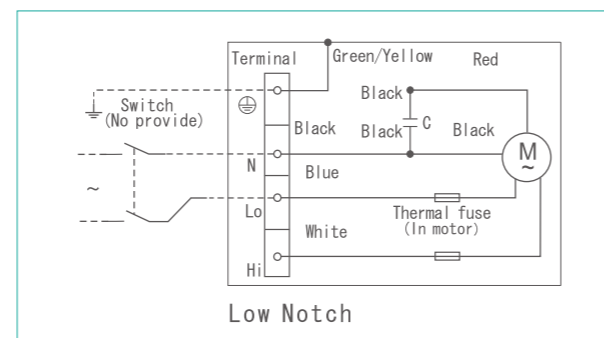 Terminal
Green/Yellow
Red
Switch
(No provide)
Black
Black
C
Black
Black
N
Blue
M
~
~
Lo
Thermal fuse
(In motor)
White
Hi
Low Notch